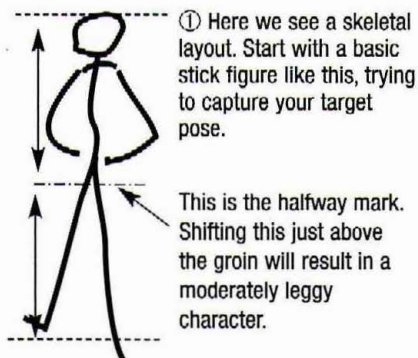 ① Here we see a skeletal
layout. Start with a basic
stick figure like this, trying
to capture your target
pose.
This is the halfway mark.
Shifting this just above
the groin will result in a
moderately leggy
character.